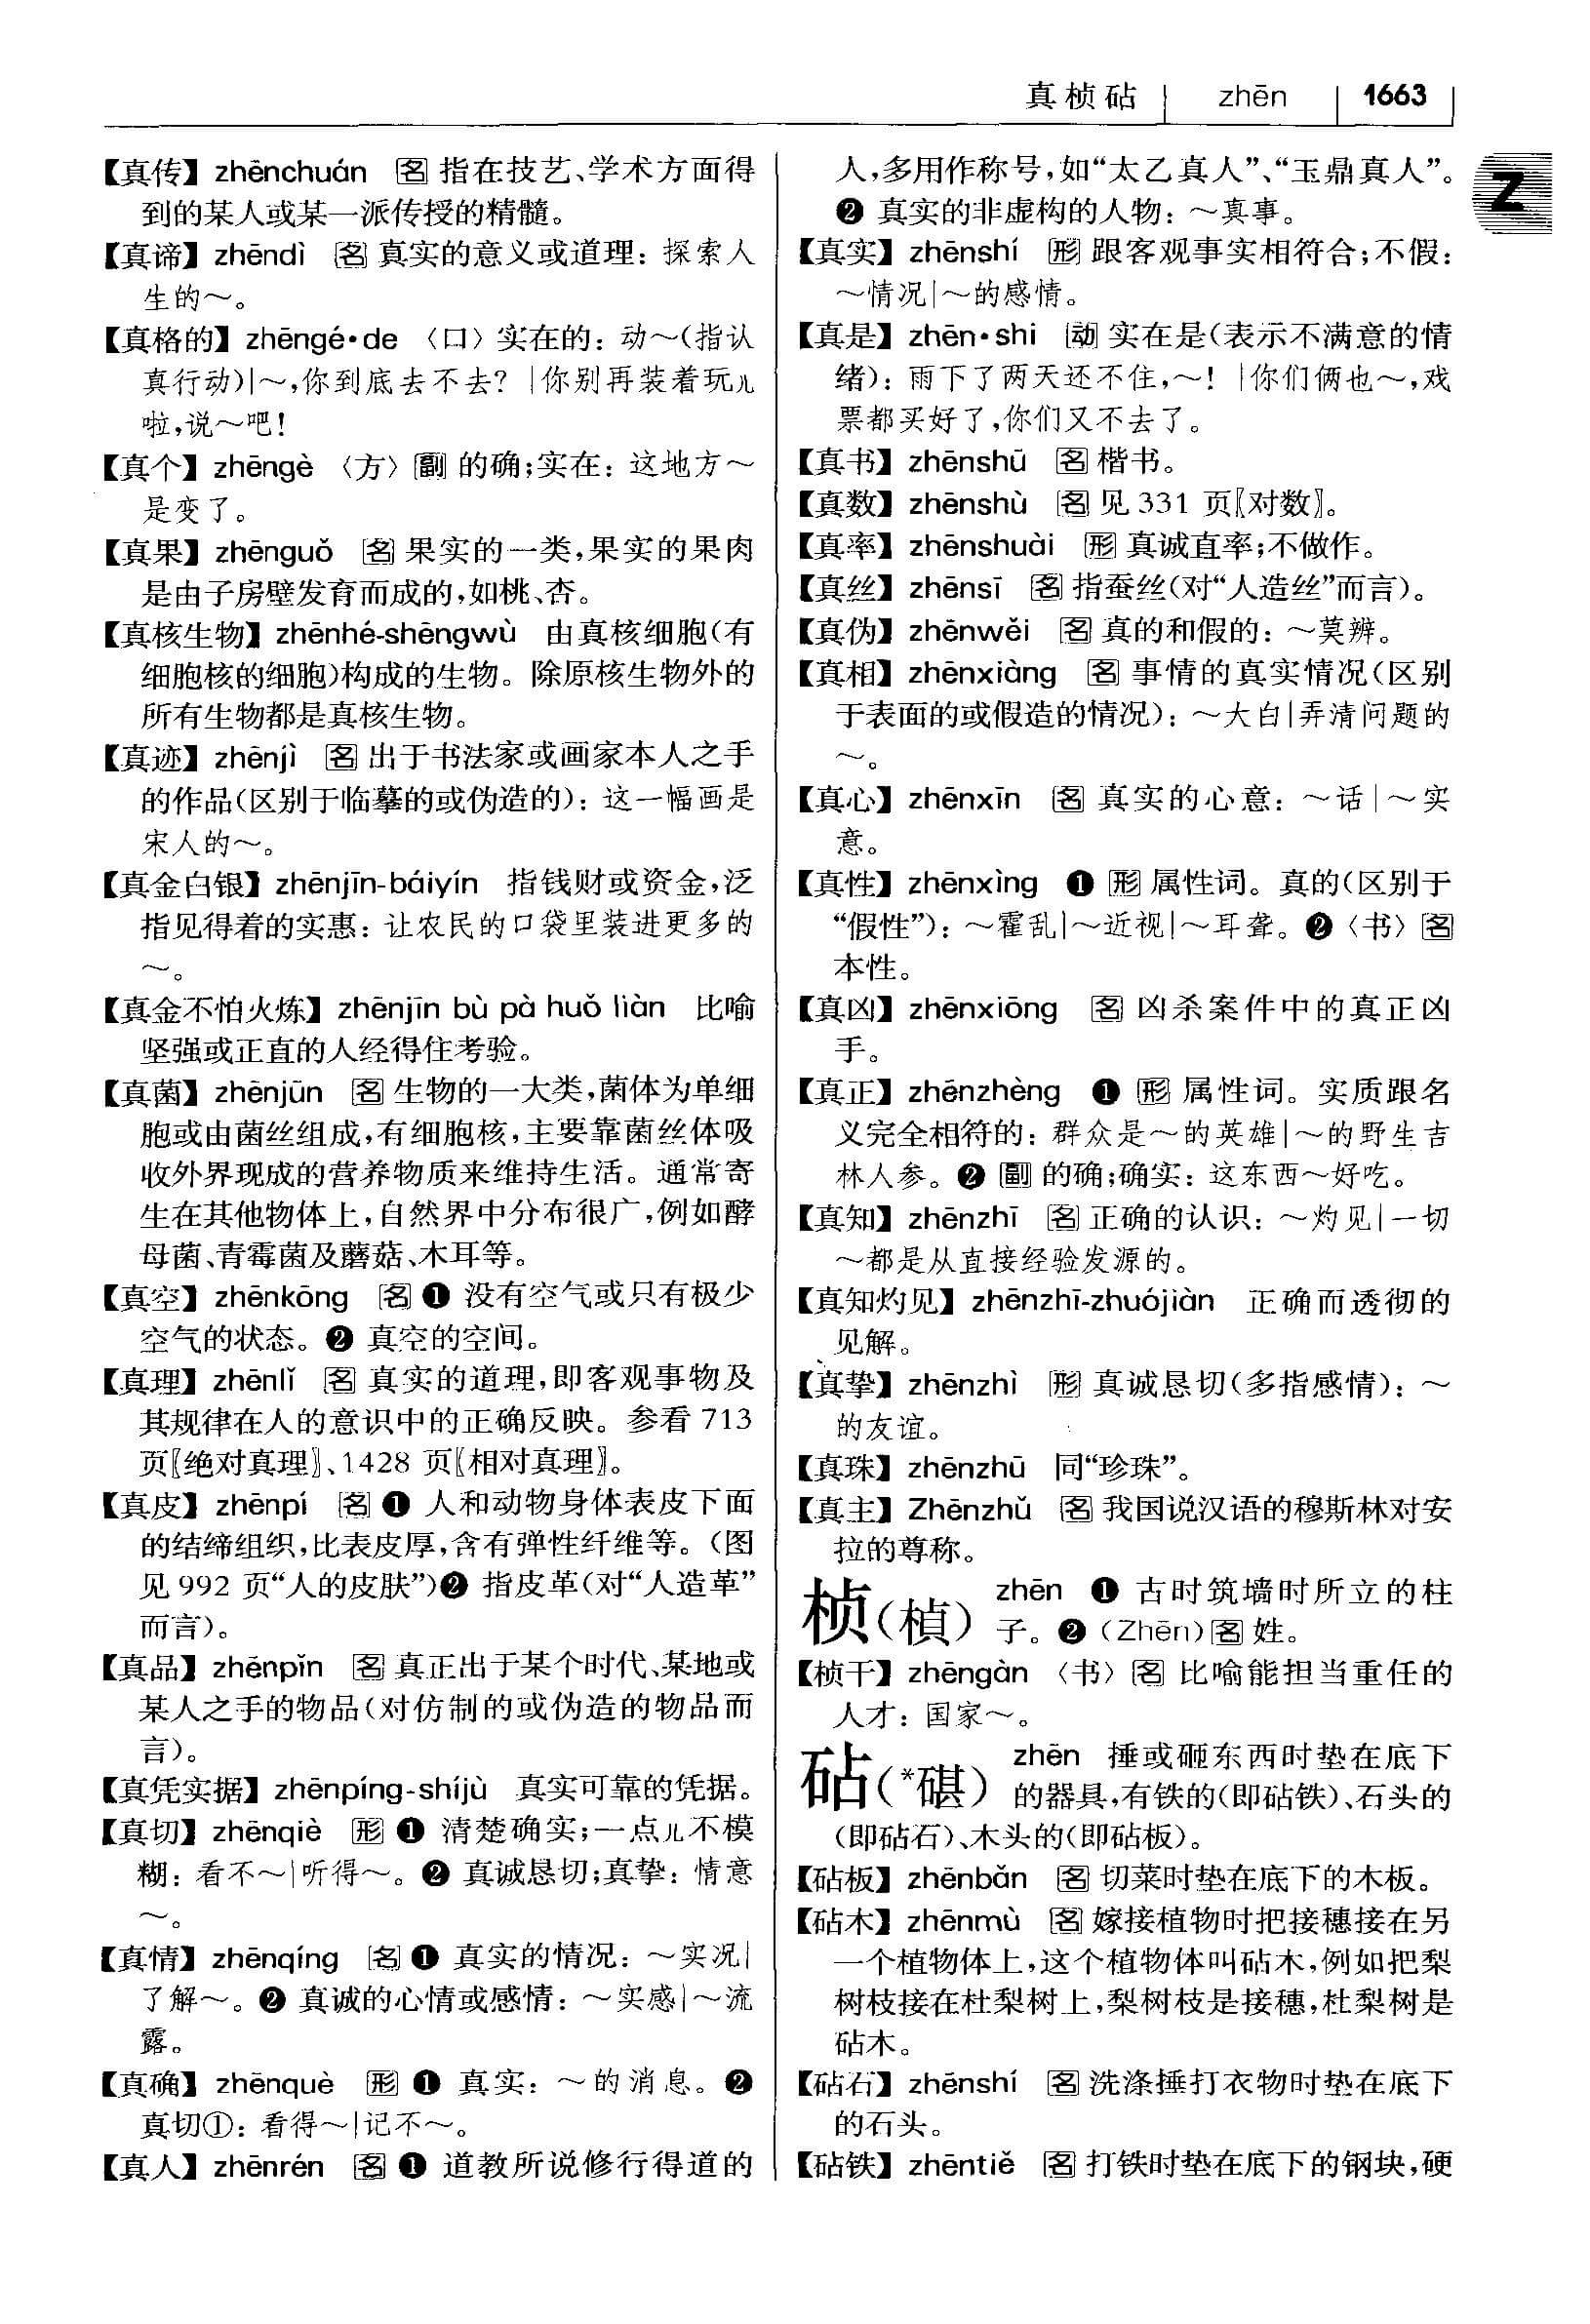 真桢砧 zhēn 1663
【真传】zhēnchuán 名 指在技艺、学术方面得
到的某人或某一派传授的精髓。
【真谛】zhēndì 名 真实的意义或道理：探索人
生的～。
【真格的】zhēngé·de 〈口〉实在的：动～（指认
真行动）|～，你到底去不去？|你别再装着玩儿
啦，说～吧！
【真个】zhēngè 〈方〉副 的确；实在：这地方～
是变了。
【真果】zhēnguǒ 名 果实的一类，果实的果肉
是由子房壁发育而成的，如桃、杏。
【真核生物】zhēnhé-shēngwù 由真核细胞（有
细胞核的细胞）构成的生物。除原核生物外的
所有生物都是真核生物。
【真迹】zhēnjì 名 出于书法家或画家本人之手
的作品（区别于临摹的或伪造的）：这一幅画是
宋人的～。
【真金白银】zhēnjīn-báiyín 指钱财或资金，泛
指见得着的实惠：让农民的口袋里装进更多的
～。
【真金不怕火炼】zhēnjīn bù pà huǒ liàn 比喻
坚强或正直的人经得住考验。
【真菌】zhēnjūn 名 生物的一大类，菌体为单细
胞或由菌丝组成，有细胞核，主要靠菌丝体吸
收外界现成的营养物质来维持生活。通常寄
生在其他物体上，自然界中分布很广，例如酵
母菌、青霉菌及蘑菇、木耳等。
【真空】zhēnkōng 名 ❶ 没有空气或只有极少
空气的状态。❷ 真空的空间。
【真理】zhēnlǐ 名 真实的道理，即客观事物及
其规律在人的意识中的正确反映。参看 713
页〖绝对真理〗、1428 页〖相对真理〗。
【真皮】zhēnpí 名 ❶ 人和动物身体表皮下面
的结缔组织，比表皮厚，含有弹性纤维等。（图
见 992 页“人的皮肤”）❷ 指皮革（对“人造革”
而言）。
【真品】zhēnpǐn 名 真正出于某个时代、某地或
某人之手的物品（对仿制的或伪造的物品而
言）。
【真凭实据】zhēnpíng-shíjù 真实可靠的凭据。
【真切】zhēnqiè 形 ❶ 清楚确实；一点儿不模
糊：看不～|听得～。❷ 真诚恳切；真挚：情意
～。
【真情】zhēnqíng 名 ❶ 真实的情况：～实况|
了解～。❷ 真诚的心情或感情：～实感|～流
露。
【真确】zhēnquè 形 ❶ 真实：～的消息。❷
真切①：看得～|记不～。
【真人】zhēnrén 名 ❶ 道教所说修行得道的
人，多用作称号，如“太乙真人”、“玉鼎真人”。
❷ 真实的非虚构的人物：～真事。
【真实】zhēnshí 形 跟客观事实相符合；不假：
～情况|～的感情。
【真是】zhēn·shi 动 实在是（表示不满意的情
绪）：雨下了两天还不住，～！|你们俩也～，戏
票都买好了，你们又不去了。
【真书】zhēnshū 名 楷书。
【真数】zhēnshù 名 见 331 页〖对数〗。
【真率】zhēnshuài 形 真诚直率；不做作。
【真丝】zhēnsī 名 指蚕丝（对“人造丝”而言）。
【真伪】zhēnwěi 名 真的和假的：～莫辨。
【真相】zhēnxiàng 名 事情的真实情况（区别
于表面的或假造的情况）：～大白|弄清问题的
～。
【真心】zhēnxīn 名 真实的心意：～话|～实
意。
【真性】zhēnxìng ❶ 形 属性词。真的（区别于
“假性”）：～霍乱|～近视|～耳聋。❷〈书〉名
本性。
【真凶】zhēnxiōng 名 凶杀案件中的真正凶
手。
【真正】zhēnzhèng ❶ 形 属性词。实质跟名
义完全相符的：群众是～的英雄|～的野生吉
林人参。❷ 副 的确；确实：这东西～好吃。
【真知】zhēnzhī 名 正确的认识：～灼见|一切
～都是从直接经验发源的。
【真知灼见】zhēnzhī-zhuójiàn 正确而透彻的
见解。
【真挚】zhēnzhì 形 真诚恳切（多指感情）：～
的友谊。
【真珠】zhēnzhū 同“珍珠”。
【真主】Zhēnzhǔ 名 我国说汉语的穆斯林对安
拉的尊称。
桢（楨） zhēn ❶ 古时筑墙时所立的柱
子。❷（Zhēn）名 姓。
【桢干】zhēngàn 〈书〉名 比喻能担当重任的
人才：国家～。
砧（*碪） zhēn 捶或砸东西时垫在底下
的器具，有铁的（即砧铁）、石头的
（即砧石）、木头的（即砧板）。
【砧板】zhēnbǎn 名 切菜时垫在底下的木板。
【砧木】zhēnmù 名 嫁接植物时把接穗接在另
一个植物体上，这个植物体叫砧木，例如把梨
树枝接在杜梨树上，梨树枝是接穗，杜梨树是
砧木。
【砧石】zhēnshí 名 洗涤捶打衣物时垫在底下
的石头。
【砧铁】zhēntiě 名 打铁时垫在底下的钢块，硬
Z